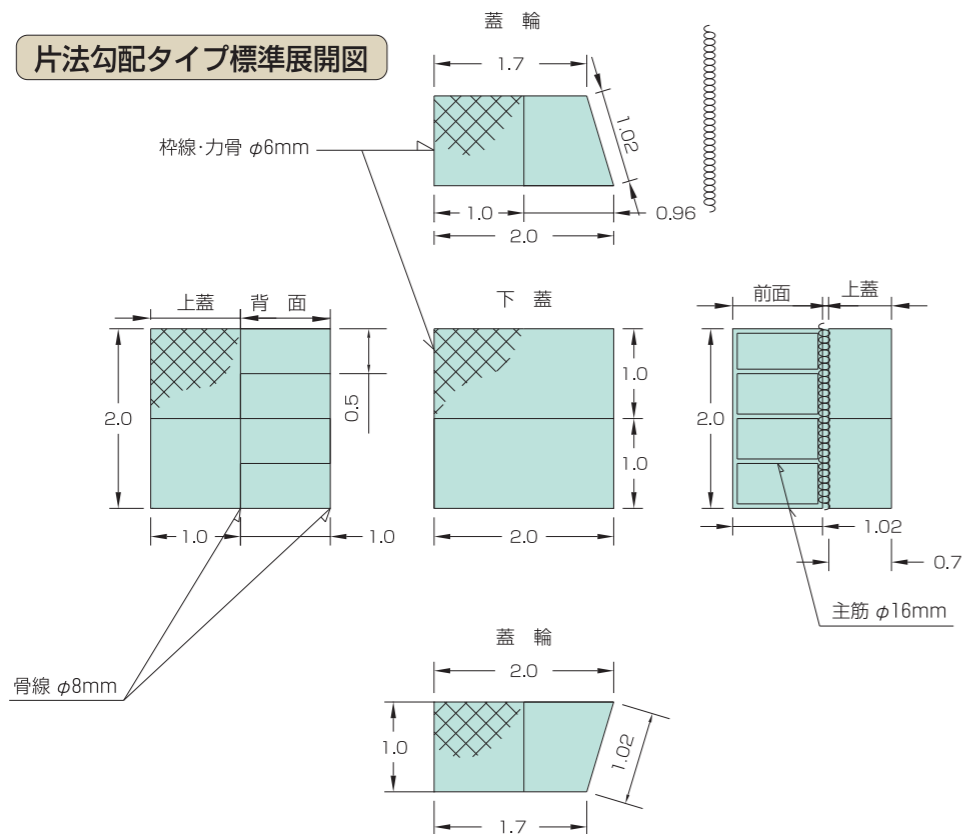 蓋 輪
片法勾配タイプ標準展開図
1.7
1.02
枠線・力骨 φ6mm
1.0
0.96
2.0
上蓋
背 面
下 蓋
前面
上蓋
2.0
0.5
1.0
1.0
2.0
1.0
1.0
2.0
1.02
0.7
主筋 φ16mm
蓋 輪
2.0
骨線 φ8mm
1.0
1.02
1.7